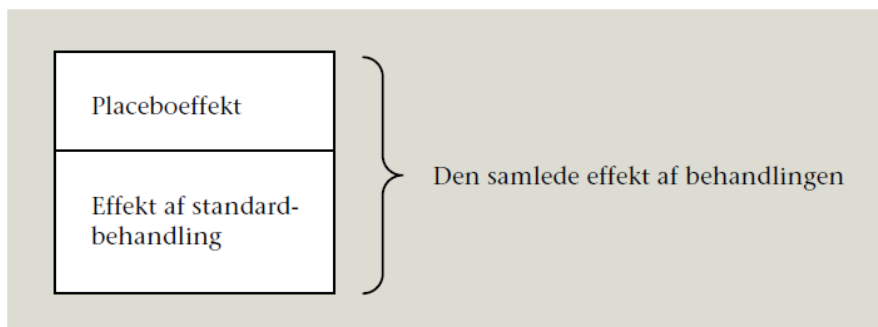 Placeboeffekt
Effekt af standard-
behandling
Den samlede effekt af behandlingen